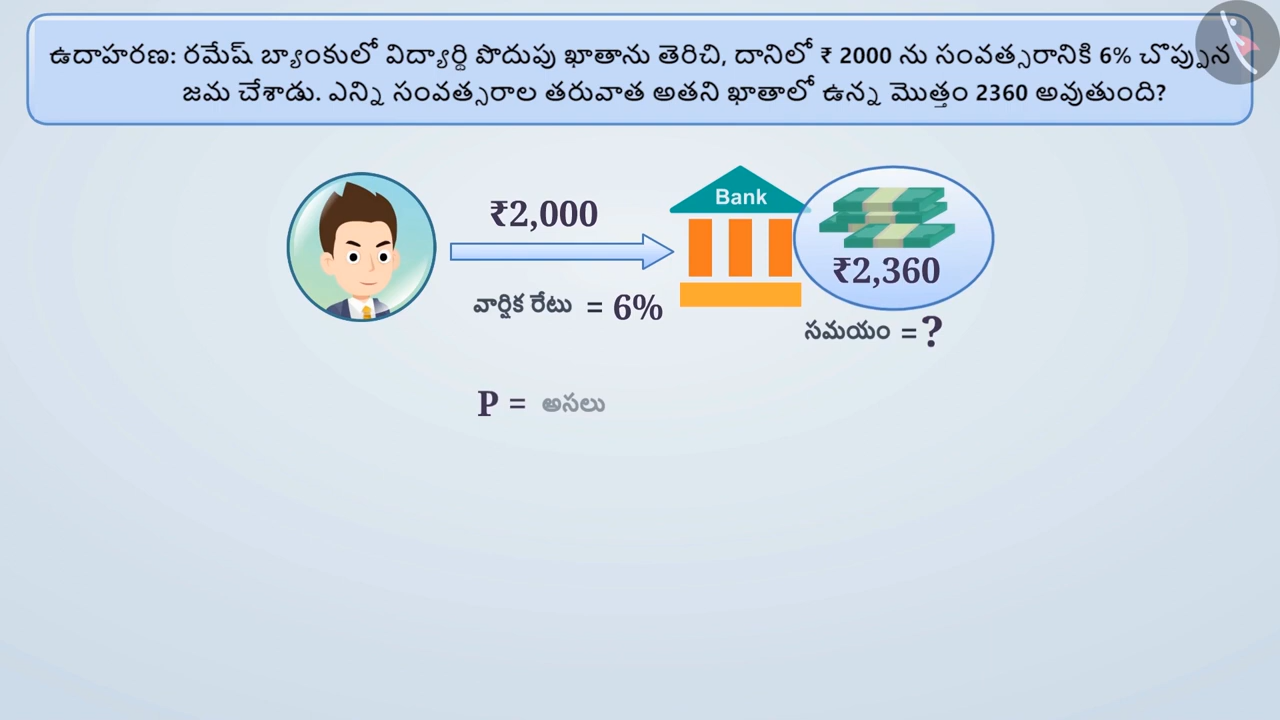 ఉదాహరణ: రమేష్ బ్యాంకులో విద్యార్థి పొదుపు ఖాతాను తెరిచి, దానిలో ₹ 2000 ను సంవత్సరానికి 6% చొప్పున
జమ చేశాడు. ఎన్ని సంవత్సరాల తరువాత అతని ఖాతాలో ఉన్న మొత్తం 2360 అవుతుంది?
Bank
₹2,000
₹2,360
వార్షిక రేటు = 6%
సమయం = ?
P = అసలు